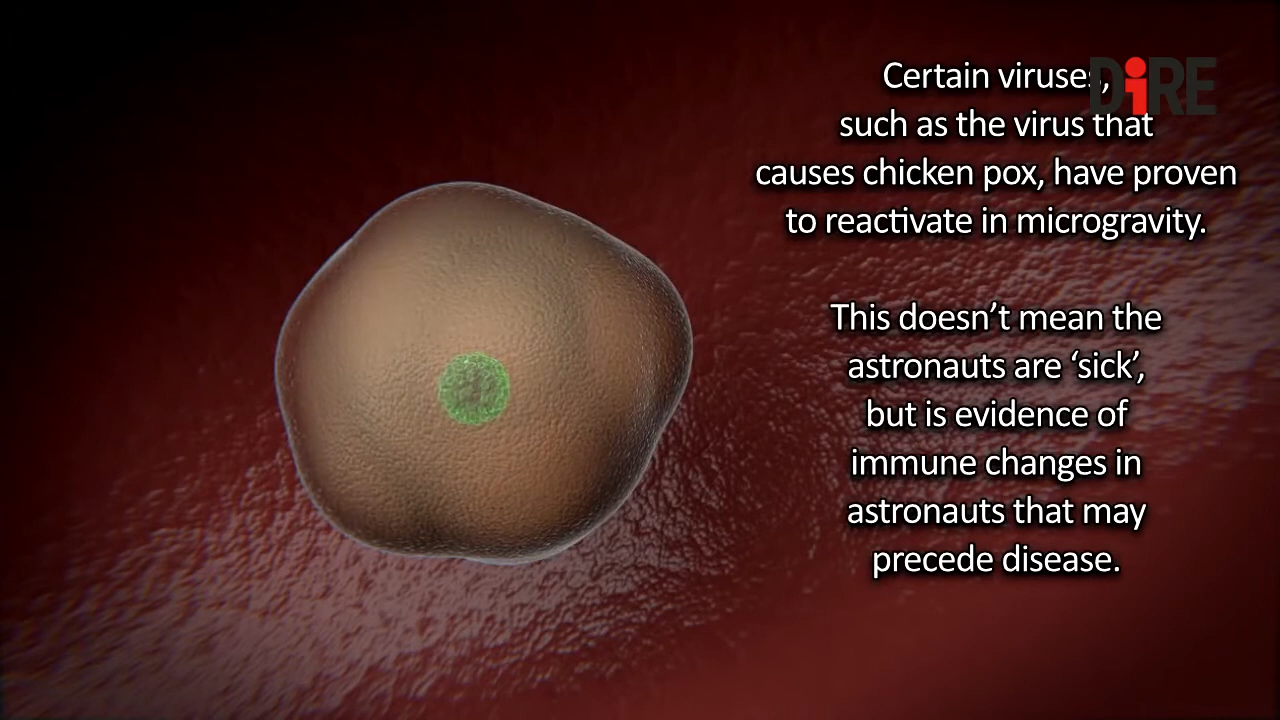 Certain viruses,
DiRE
such as the virus that
causes chicken pox, have proven
to reactivate in microgravity.
This doesn’t mean the
astronauts are ‘sick’,
but is evidence of
immune changes in
astronauts that may
precede disease.